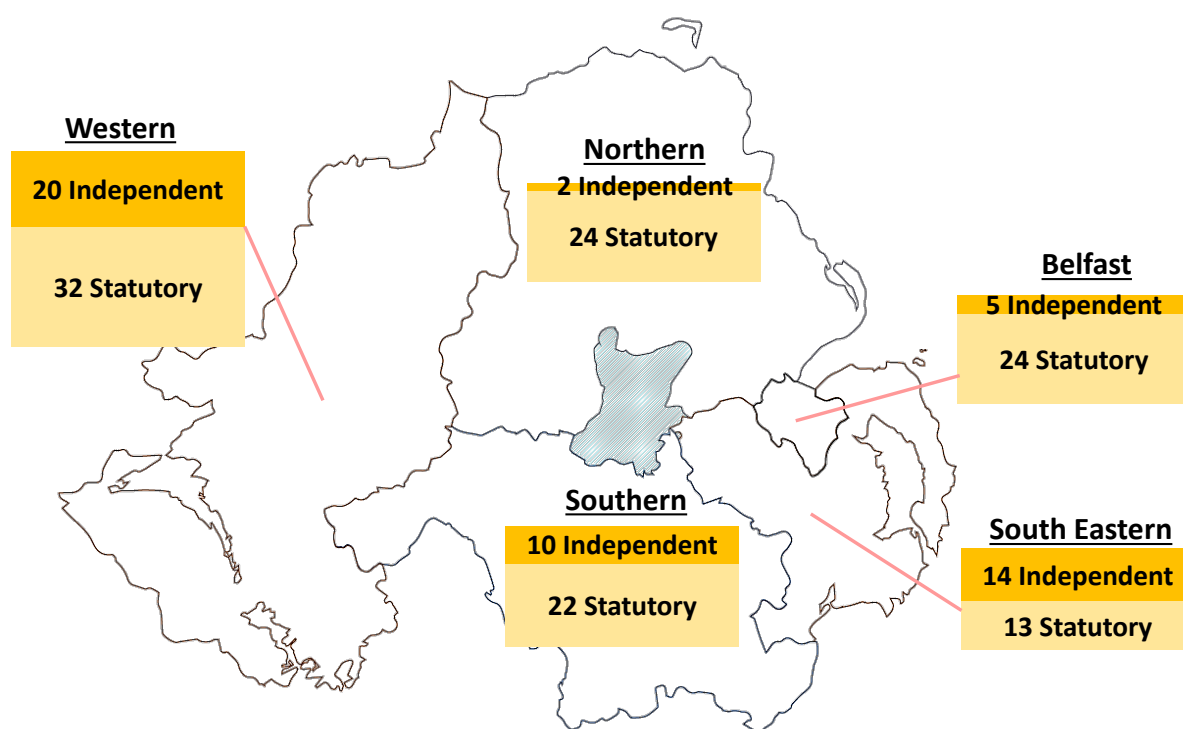 Western
20 Independent
32 Statutory
Northern
2 Independent
24 Statutory
Belfast
5 Independent
24 Statutory
Southern
10 Independent
22 Statutory
South Eastern
14 Independent
13 Statutory